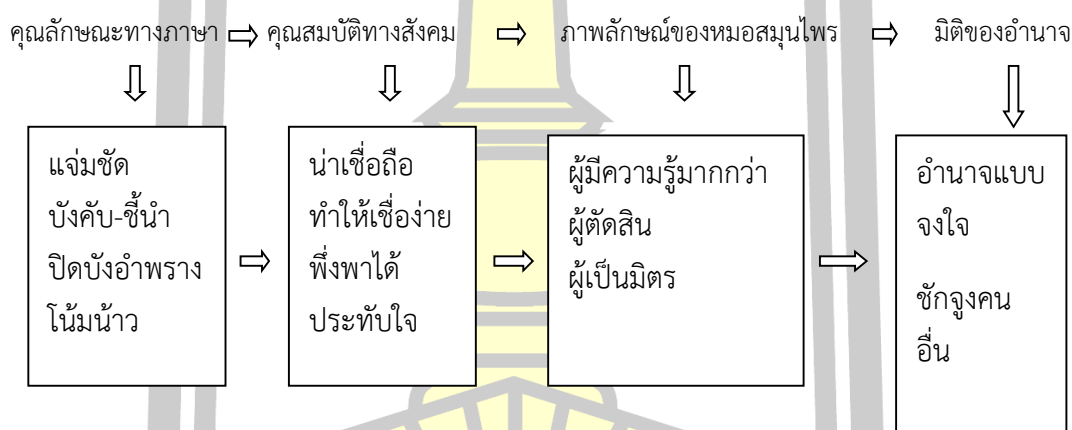 คุณลักษณะทางภาษา คุณสมบัติทางสังคม ภาพลักษณ์ของหมอสมุนไพร มิติของอำนาจ
แจ่มชัด
บังคับ-ชี้นำ
ปิดบังอำพราง
โน้มน้าว
น่าเชื่อถือ
ทำให้เชื่อง่าย
พึ่งพาได้
ประทับใจ
ผู้มีความรู้มากกว่า
ผู้ตัดสิน
ผู้เป็นมิตร
อำนาจแบบ
จงใจ
ชักจูงคน
อื่น